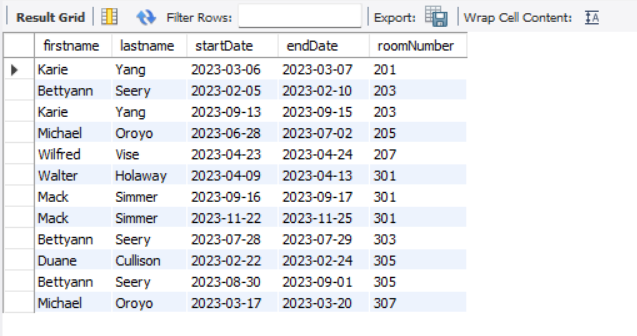 Result Grid Filter Rows: Export: Wrap Cell Content: IA
firstname lastname startDate endDate roomNumber
Karie Yang 2023-03-06 2023-03-07 201
Bettyann Seery 2023-02-05 2023-02-10 203
Karie Yang 2023-09-13 2023-09-15 203
Michael Oroyo 2023-06-28 2023-07-02 205
Wilfred Vise 2023-04-23 2023-04-24 207
Walter Holaway 2023-04-09 2023-04-13 301
Mack Simmer 2023-09-16 2023-09-17 301
Mack Simmer 2023-11-22 2023-11-25 301
Bettyann Seery 2023-07-28 2023-07-29 303
Duane Cullison 2023-02-22 2023-02-24 305
Bettyann Seery 2023-08-30 2023-09-01 305
Michael Oroyo 2023-03-17 2023-03-20 307